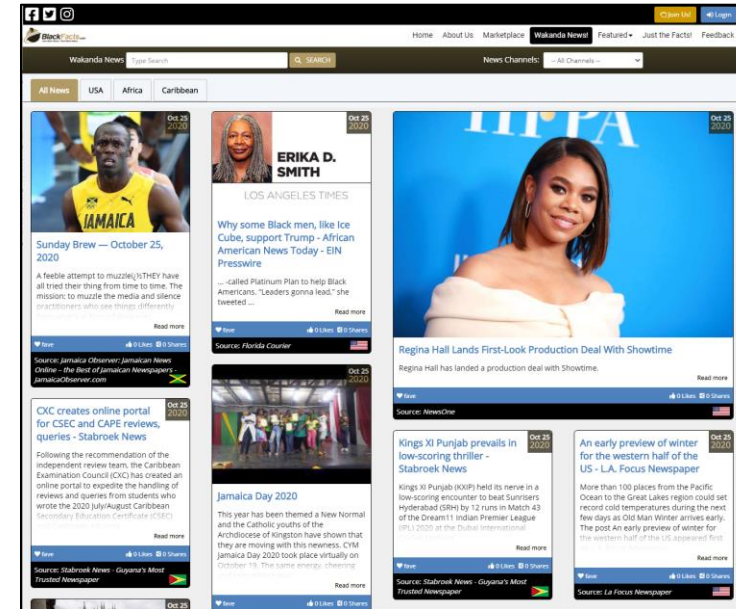 Join Us!
Login
BlackFacts.com
Home
About Us
Marketplace
Wakanda News!
Featured
Just the Facts!
Feedback
Wakanda News
Type Search
SEARCH
News Channels:
-- All Channels --
All News
USA
Africa
Caribbean
Oct 25
2020
JAMAICA
Sunday Brew — October 25,
2020
A feeble attempt to muzzleï¿½THEY have
all tried their thing from time to time. The
mission: to muzzle the media and silence
practitioners who see things differently
Read more
fave
0 Likes
0 Shares
Source: Jamaica Observer: Jamaican News
Online – the Best of Jamaican Newspapers -
JamaicaObserver.com
Oct 25
2020
CXC creates online portal
for CSEC and CAPE reviews,
queries - Stabroek News
Following the recommendation of the
independent review team, the Caribbean
Examination Council (CXC) has created an
online portal to expedite the handling of
reviews and queries from students who
wrote the 2020 July/August Caribbean
Secondary Education Certificate (CSEC)
Read more
fave
0 Likes
0 Shares
Source: Stabroek News - Guyana's Most
Trusted Newspaper
Oct 25
Oct 25
2020
ERIKA D.
SMITH
LOS ANGELES TIMES
Why some Black men, like Ice
Cube, support Trump - African
American News Today - EIN
Presswire
... -called Platinum Plan to help Black
Americans. "Leaders gonna lead," she
tweeted ...
Read more
fave
0 Likes
0 Shares
Source: Florida Courier
Oct 25
2020
Jamaica Day 2020
This year has been themed a New Normal
and the Catholic youths of the
Archdiocese of Kingston have shown that
they are moving with this newness. CYM
Jamaica Day 2020 took place virtually on
October 19. The same energy, cheering
Read more
fave
0 Likes
0 Shares
Oct 25
2020
Regina Hall Lands First-Look Production Deal With Showtime
Regina Hall has landed a production deal with Showtime.
Read more
fave
0 Likes
0 Shares
Source: NewsOne
Oct 25
2020
Kings XI Punjab prevails in
low-scoring thriller -
Stabroek News
Kings XI Punjab (KXIP) held its nerve in a
low-scoring encounter to beat Sunrisers
Hyderabad (SRH) by 12 runs in Match 43
of the Dream11 Indian Premier League
(IPL) 2020 at the Dubai International
Read more
fave
0 Likes
0 Shares
Source: Stabroek News - Guyana's Most
Trusted Newspaper
Oct 25
2020
An early preview of winter
for the western half of the
US - L.A. Focus Newspaper
More than 100 places from the Pacific
Ocean to the Great Lakes region could set
record cold temperatures during the next
few days as Old Man Winter arrives early.
The post An early preview of winter for
the western half of the US appeared first
Read more
fave
0 Likes
0 Shares
Source: La Focus Newspaper